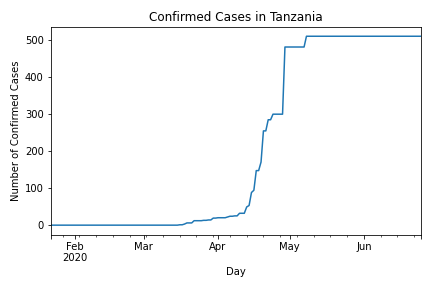 Confirmed Cases in Tanzania
Number of Confirmed Cases
500
400
300
200
100
0
Feb Mar Apr May Jun
2020
Day